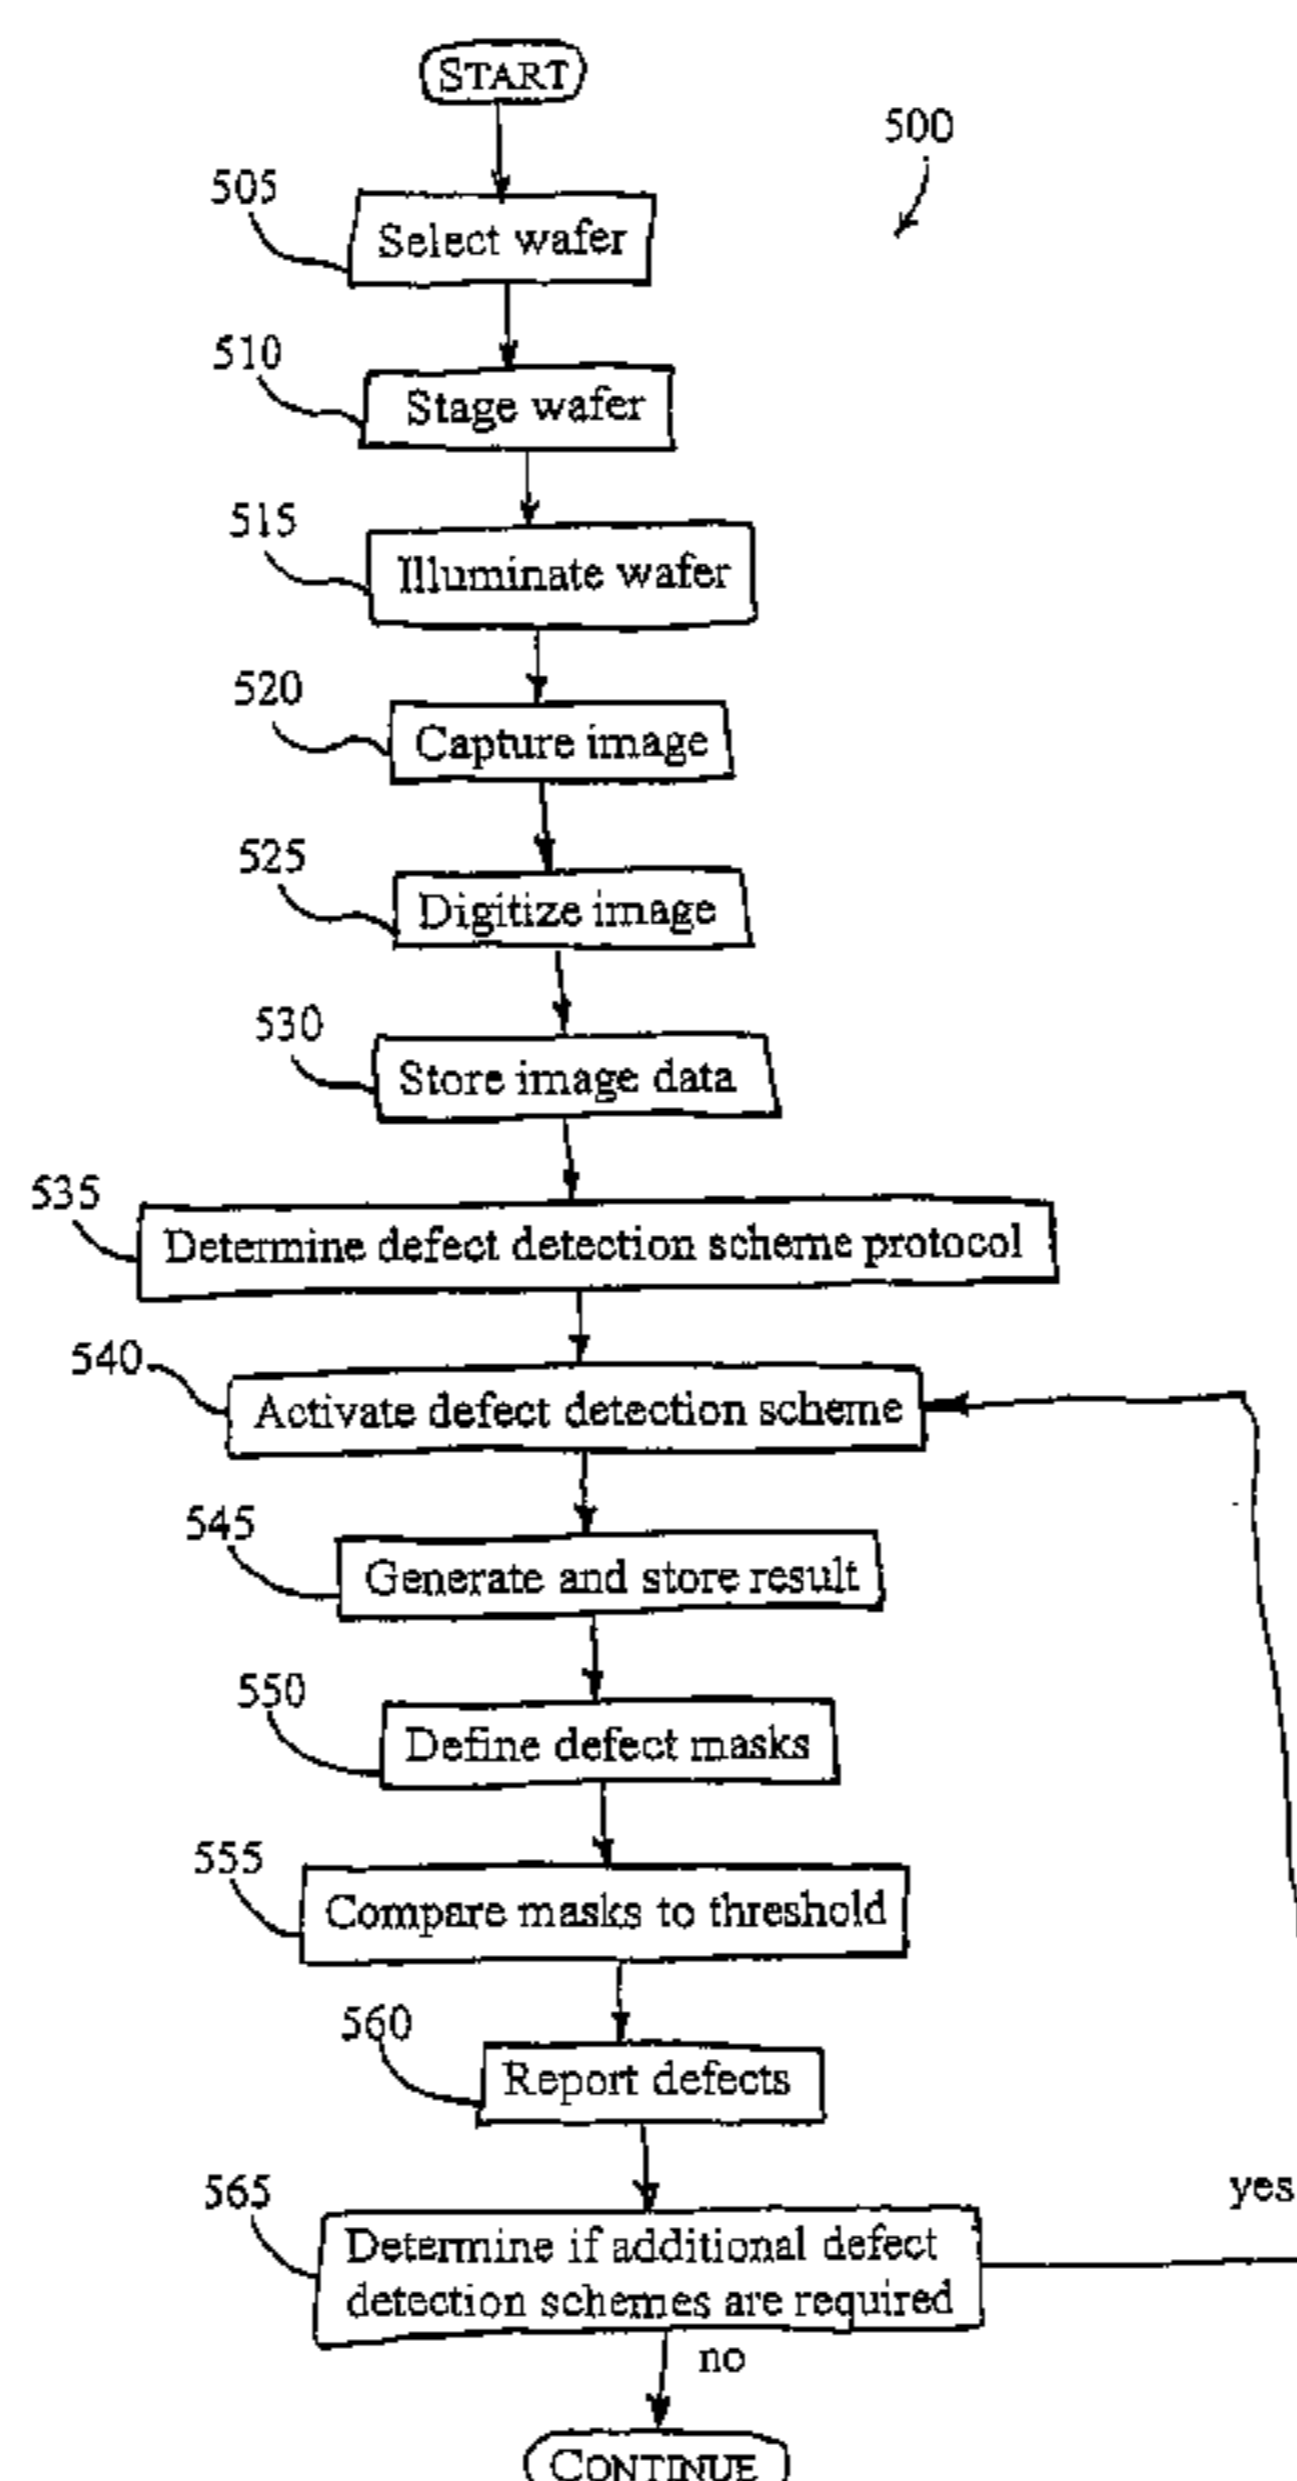 START
500
505
Select wafer
510
Stage wafer
515
Illuminate wafer
520
Capture image
525
Digitize image
530
Store image data
535
Determine defect detection scheme protocol
540
Activate defect detection scheme
545
Generate and store result
550
Define defect masks
555
Compare masks to threshold
560
Report defects
565
yes
Determine if additional defect
detection schemes are required
no
CONTINUE